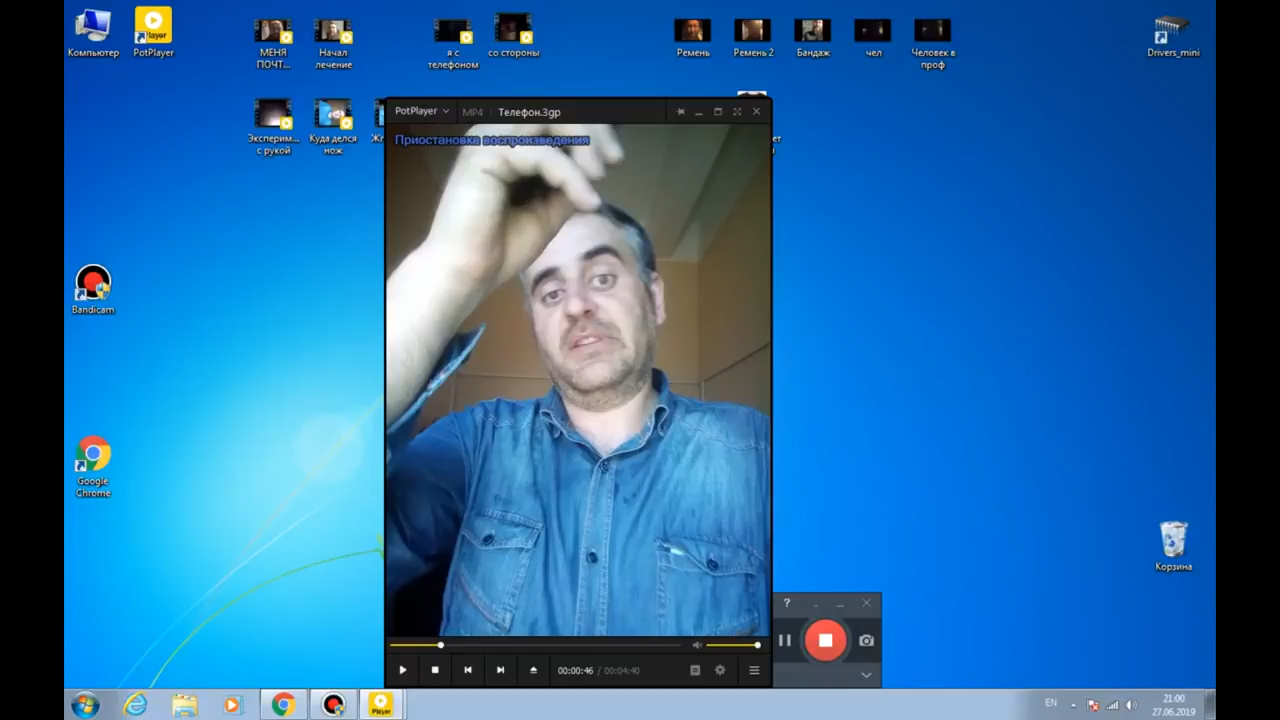 Компьютер
PotPlayer
МЕНЯ
ПОЧТ...
Начал
лечение
я с
телефоном
со стороны
Ремень
Ремень 2
Бандаж
чел
Человек в
проф
Drivers_mini
Эксперим...
с рукой
Куда делся
нож
PotPlayer
MP4
Телефон.3gp
Приостановка воспроизведения
Bandicam
Google
Chrome
Корзина
00:00:46 / 00:04:40
?
EN
21:00
27.06.2019